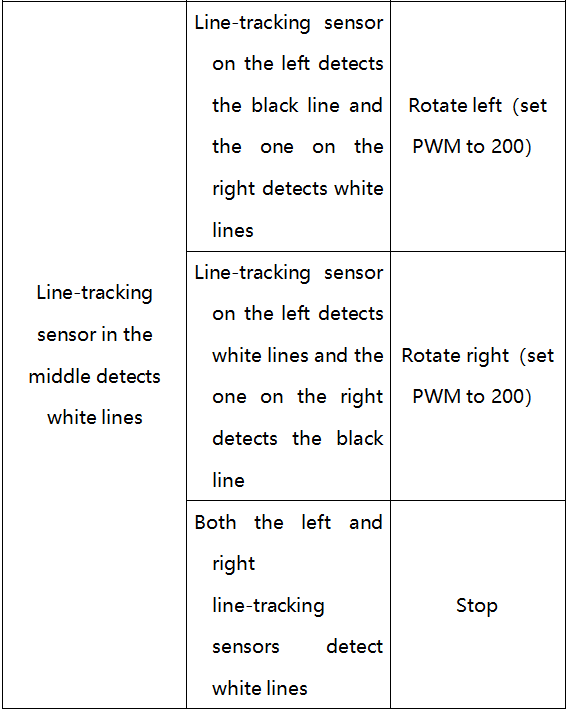 Line-tracking
sensor in the
middle detects
white lines
Line-tracking sensor
on the left detects
the black line and
the one on the
right detects white
lines
Rotate left (set
PWM to 200)
Line-tracking sensor
on the left detects
white lines and the
one on the right
detects the black
line
Rotate right (set
PWM to 200)
Both the left and
right
line-tracking
sensors detect
white lines
Stop